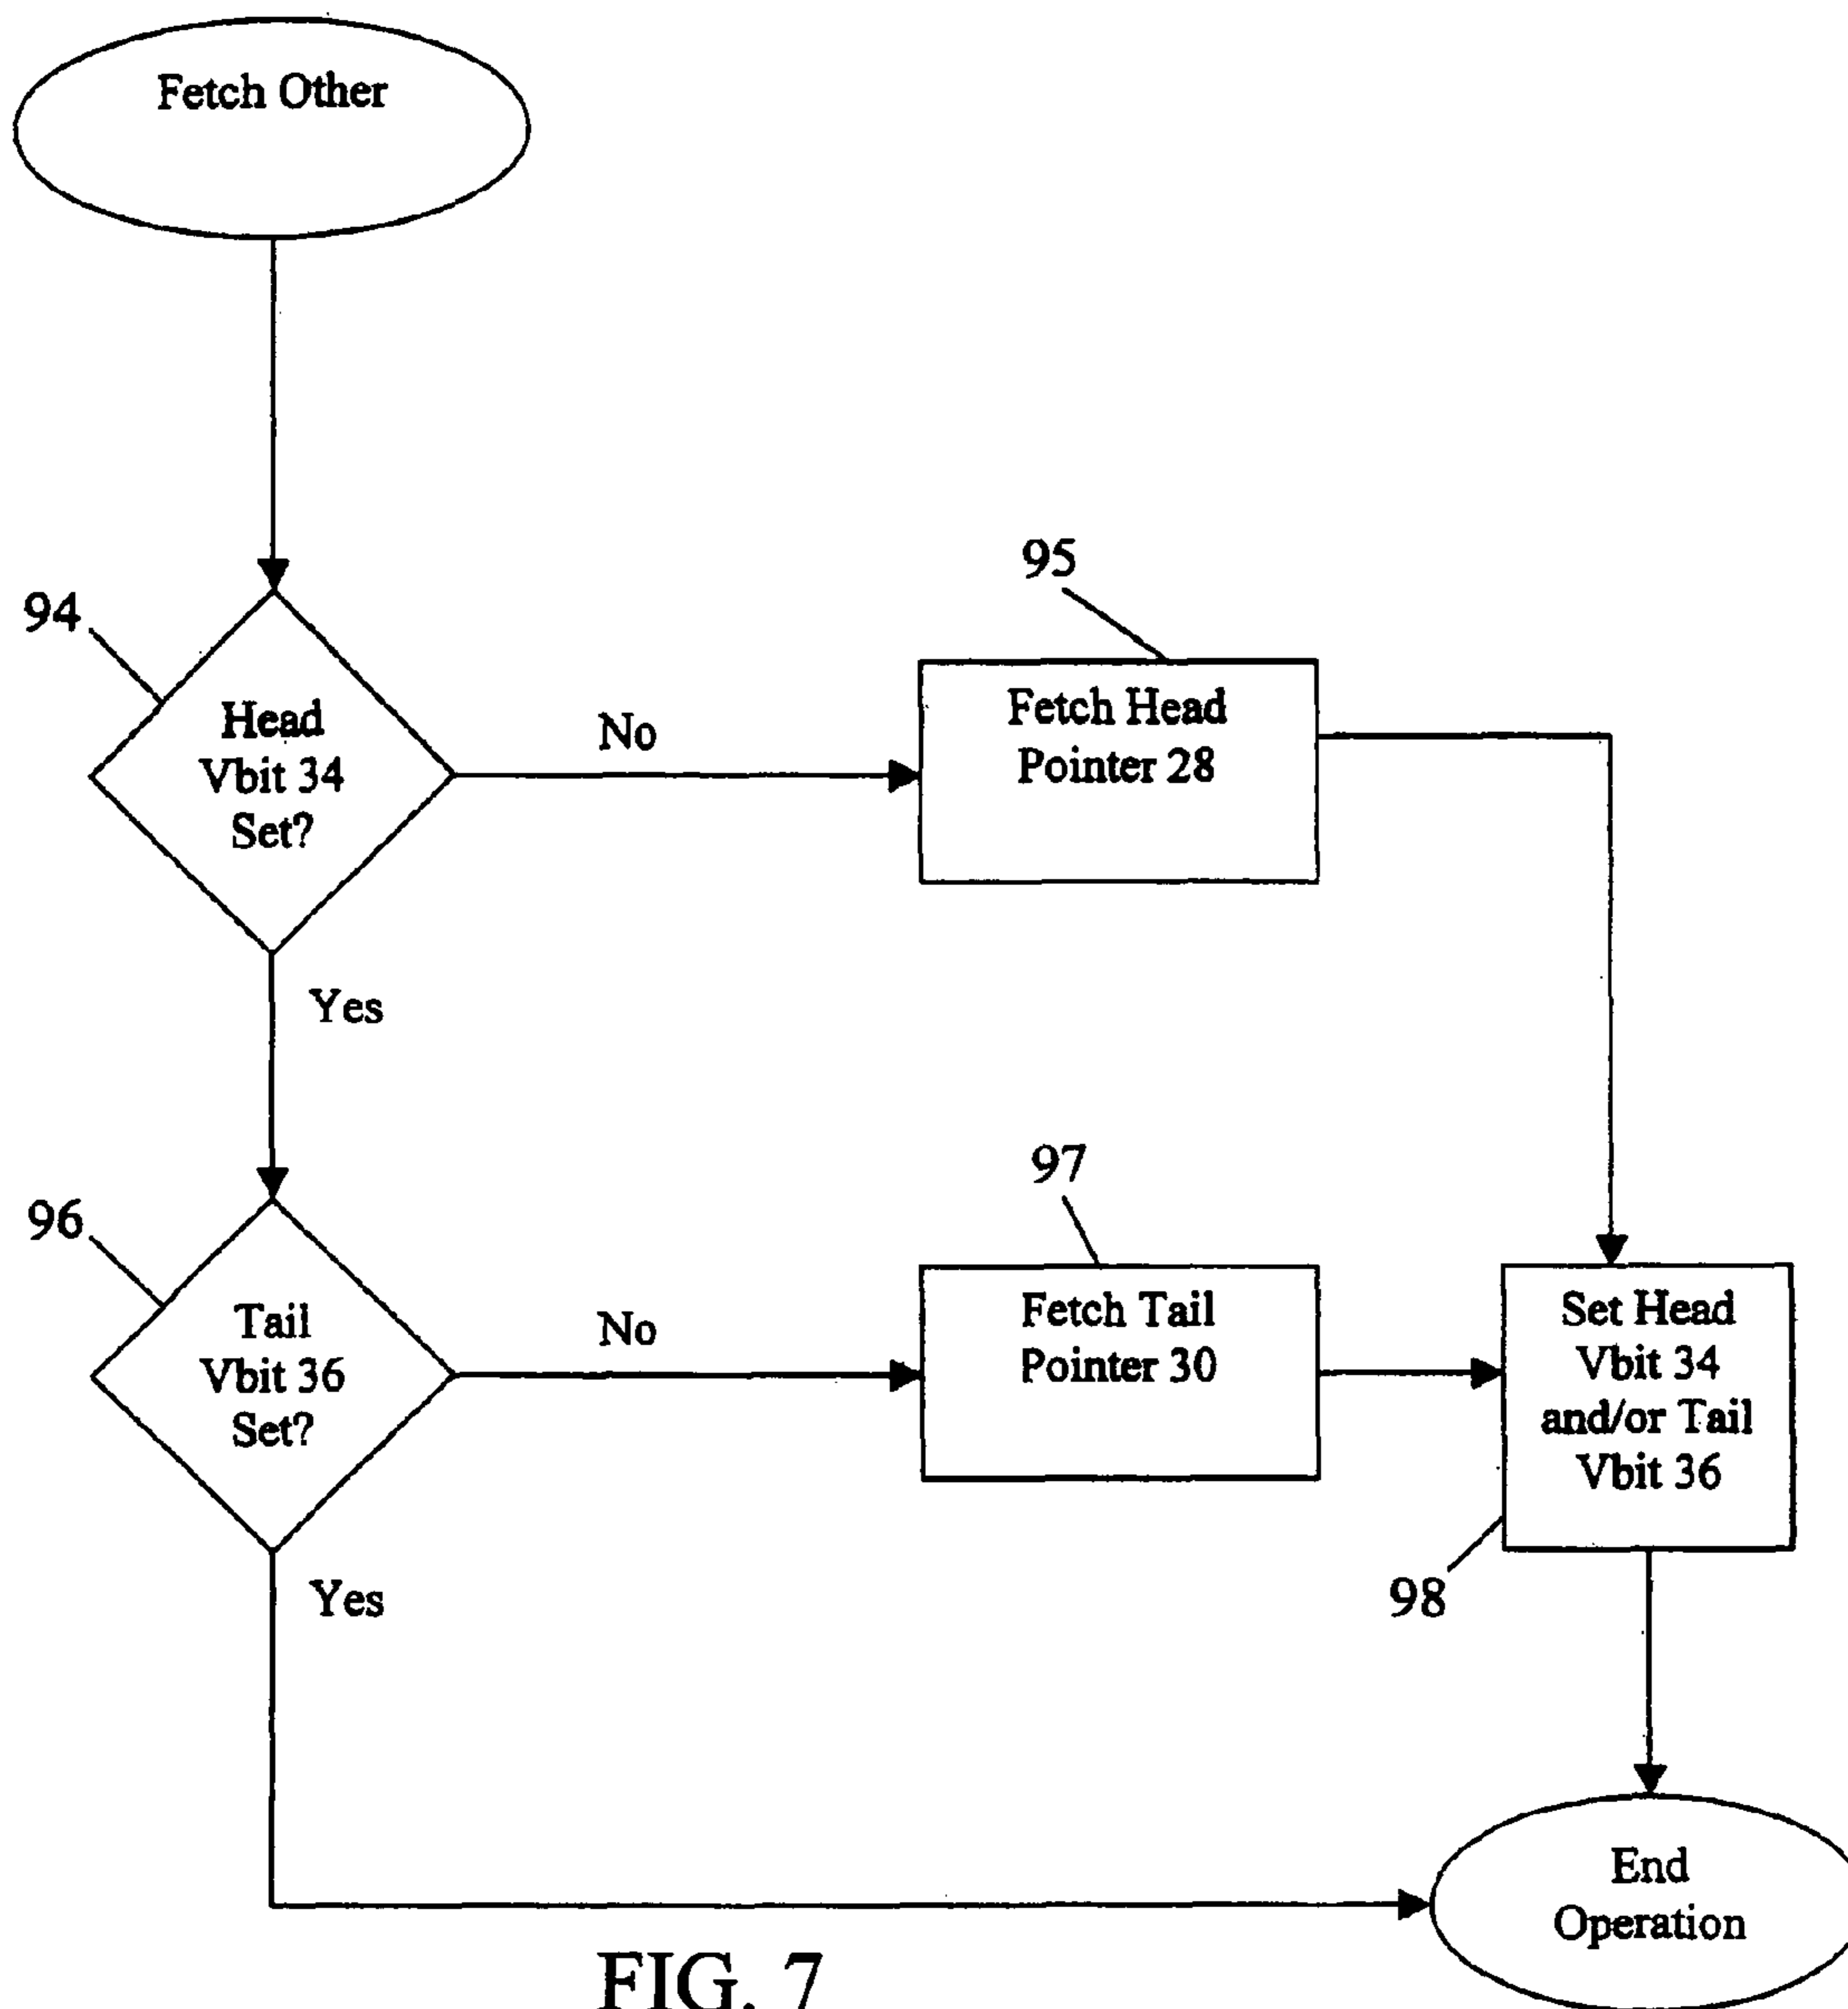 Fetch Other
94
Head
Vbit 34
Set?
No
95
Fetch Head
Pointer 28
Yes
96
Tail
Vbit 36
Set?
No
97
Fetch Tail
Pointer 30
Set Head
Vbit 34
and/or Tail
Vbit 36
98
Yes
End
Operation
FIG. 7